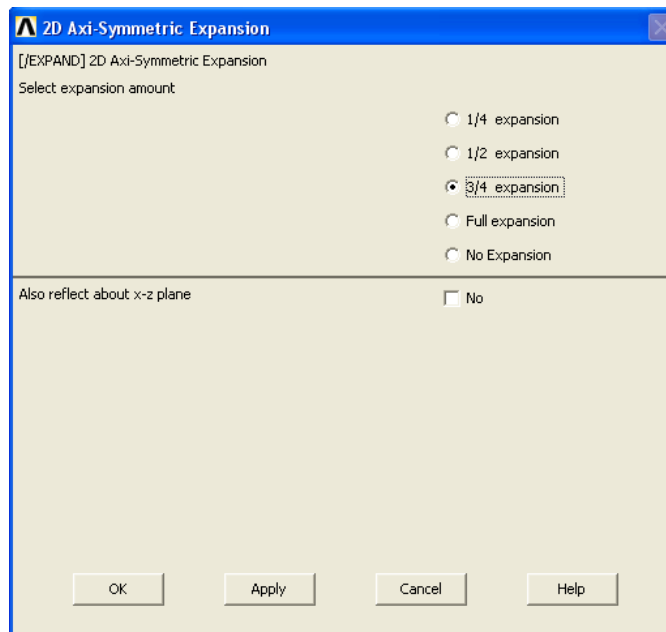 2D Axi-Symmetric Expansion
[/EXPAND] 2D Axi-Symmetric Expansion
Select expansion amount
1/4 expansion
1/2 expansion
3/4 expansion
Full expansion
No Expansion
Also reflect about x-z plane
No
OK Apply Cancel Help